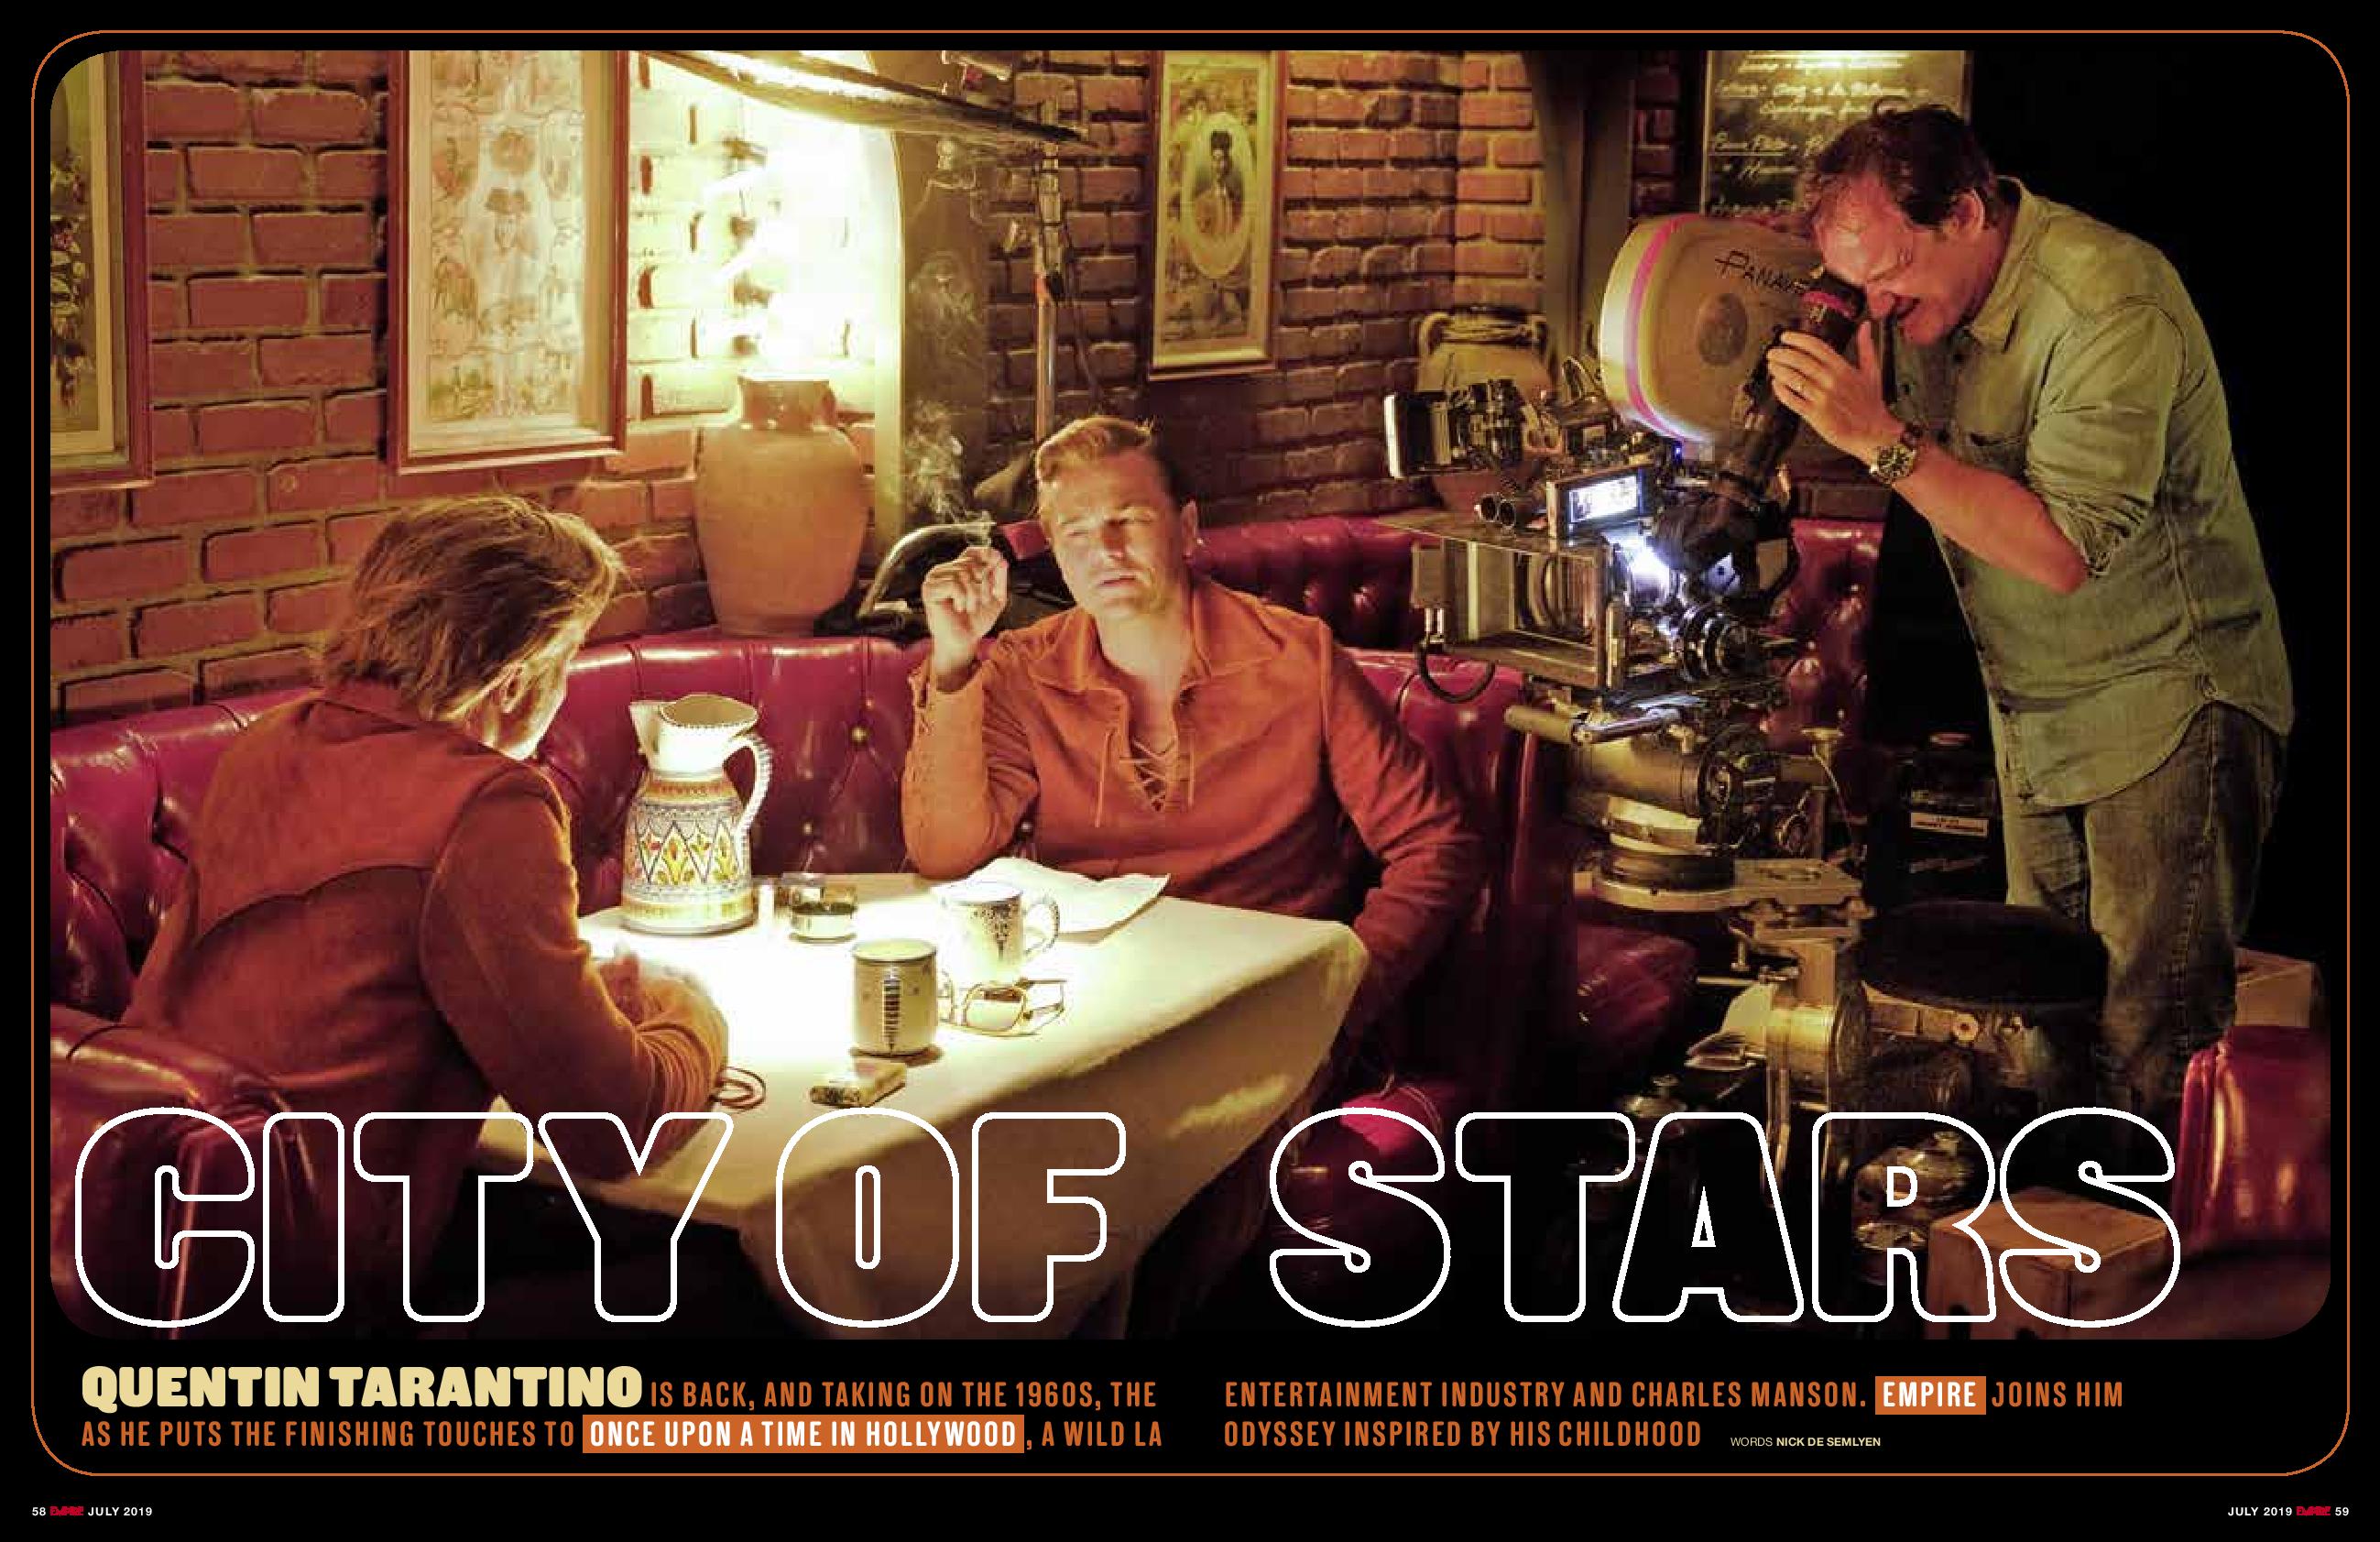 PANAVI
CITY OF STARS
QUENTIN TARANTINO IS BACK, AND TAKING ON THE 1960S, THE ENTERTAINMENT INDUSTRY AND CHARLES MANSON. EMPIRE JOINS HIM
AS HE PUTS THE FINISHING TOUCHES TO ONCE UPON A TIME IN HOLLYWOOD, A WILD LA ODYSSEY INSPIRED BY HIS CHILDHOOD
WORDS NICK DE SEMLYEN
58 EMPIRE JULY 2019
JULY 2019 EMPIRE 59